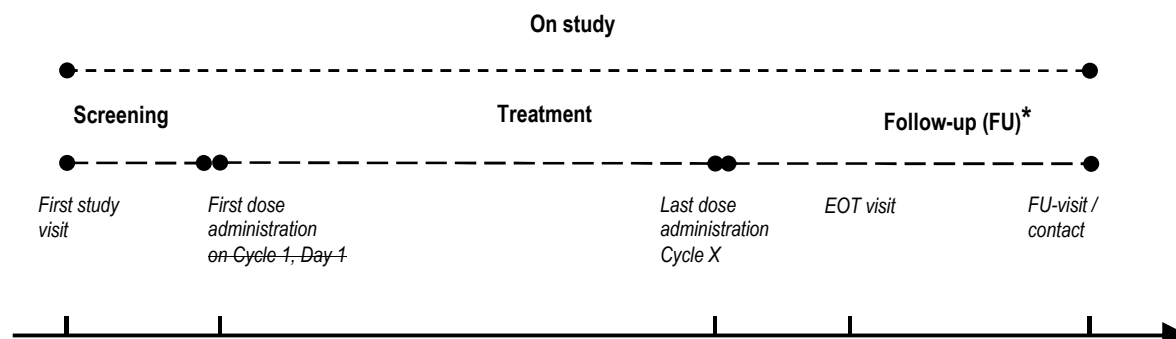 On study
Screening
Treatment
Follow-up (FU)*
First study
visit
First dose
administration
on Cycle 1, Day 1
Last dose
administration
Cycle X
EOT visit
FU-visit /
contact